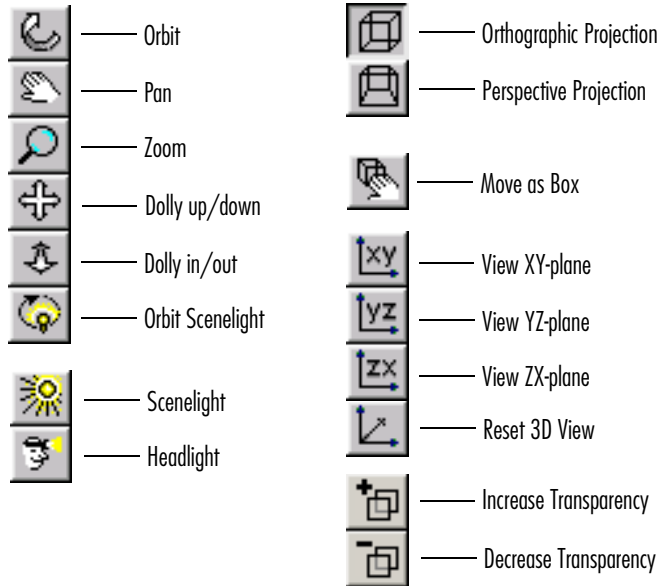 Orbit
Pan
Zoom
Dolly up/down
Dolly in/out
Orbit Scenelight
Scenelight
Headlight
Orthographic Projection
Perspective Projection
Move as Box
xy
View XY-plane
yz
View YZ-plane
zx
View ZX-plane
Reset 3D View
Increase Transparency
Decrease Transparency